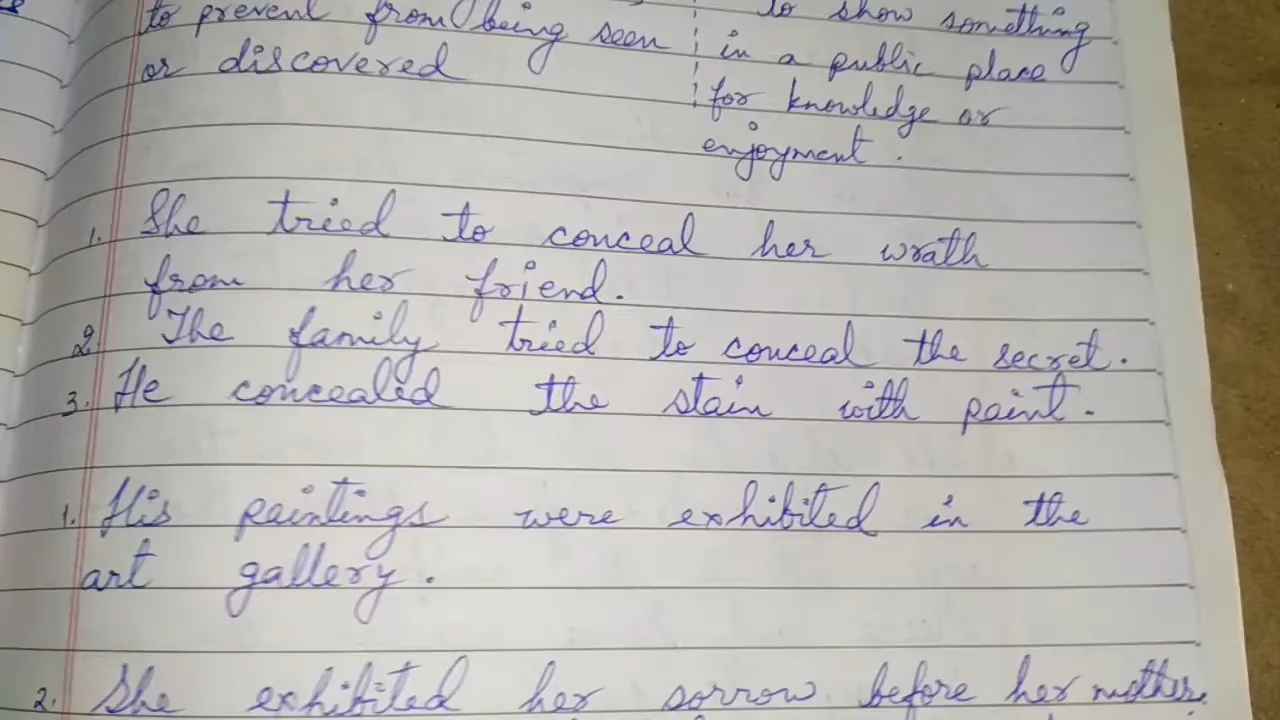 to prevent from being seen
or discovered
to show something
in a public place
for knowledge or
enjoyment.
1. She tried to conceal her wrath
from her friend.
2. The family tried to conceal the secret.
3. He concealed the stain with paint.
1. His paintings were exhibited in the
art gallery.
2. She exhibited her sorrow before her mother.